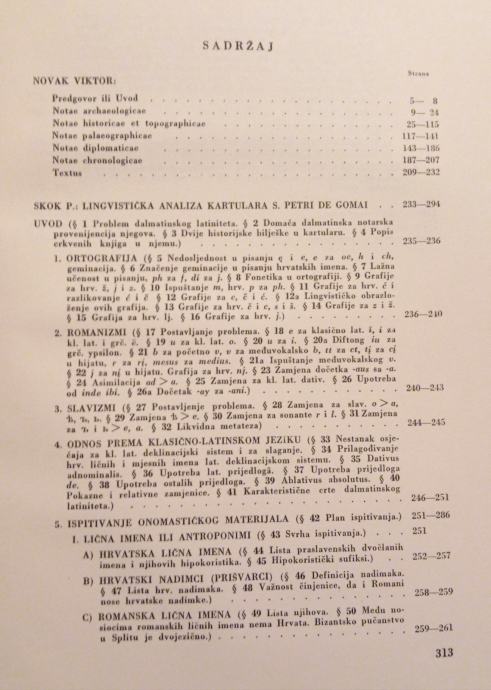 SADRŽAJ
Strana
NOVAK VIKTOR:
Predgovor ili Uvod . . . . . 5— 8
Notae archaeologicae . . . . . 9— 24
Notae historicae et topographicae . . . . . 25—115
Notae palaeographicae . . . . . 117—141
Notae diplomaticae . . . . . 143—186
Notae chronologicae . . . . . 187—207
Textus . . . . . 209—232
SKOK P.: LINGVISTIČKA ANALIZA KARTULARA S. PETRI DE GOMAI . . 233—294
UVOD (§ 1 Problem dalmatinskog latiniteta. § 2 Domaća dalmatinska notarska
provenijencija njegova. § 3 Dvije historijske bilješke u kartularu. § 4 Popis
crkvenih knjiga u njemu.) . . . . . 235—236
1. ORTOGRAFIJA (§ 5 Nedosljednost u pisanju ę i e, e za oe, h i ch,
geminacija. § 6 Značenje geminacije u pisanju hrvatskih imena. § 7 Lažna
učenost u pisanju, ph za f, di za j. § 8 Fonetika u ortografiji. § 9 Grafije
za hrv. š, j i z. § 10 Ispuštanje m, hrv. p za ph. § 11 Grafije za hrv. ć i
razlikovanje ć i č § 12 Grafije za c, č i ć. § 12a Lingvističko obrazlo-
ženje ovih grafija. § 13 Grafije za hrv. č i c, s i š. § 14 Grafije za z i ž.
§ 15 Grafija za hrv. lj. § 16 Grafije za hrv. j.) . . . . . 236—240
2. ROMANIZMI (§ 17 Postavljanje problema. § 18 e za klasično lat. ĭ, i za
kl. lat. i grč. ē. § 19 u za kl. lat. o. § 20 u za i. § 20a Diftong iu za
grč. ypsilon. § 21 b za početno v, v za međuvokalsko b, tt za ct, tj za cj
u hijatu, r za rj, mesus za medius. § 21a Ispuštanje međuvokalskog v.
§ 22 j za nj u hijatu. Grafija za hrv. nj. § 23 Zamjena dočetka -aus sa -a.
§ 24 Asimilacija od > a. § 25 Zamjena za kl. lat. dativ. § 26 Upotreba
od inde ibi. § 26a Dočetak -ay za -ani.) . . . . . 240—243
3. SLAVIZMI (§ 27 Postavljanje problema. § 28 Zamjena za slav. o > a,
ѣ, ъ, ь. § 29 Zamjena ѣ > e. § 30 Zamjena za sonante r i l. § 31 Zamjena
za ъ i ь > e, a. § 32 Likvidna metateza) . . . . . 244—245
4. ODNOS PREMA KLASIČNO-LATINSKOM JEZIKU (§ 33 Nestanak osje-
ćaja za kl. lat. deklinacijski sistem i za slaganje. § 34 Prilagođivanje
hrv. ličnih i mjesnih imena lat. deklinacijskom sistemu. § 35 Dativus
adnominalis. § 36 Upotreba lat. prijedlogā. § 37 Upotreba prijedloga
de. § 38 Upotreba ostalih prijedloga. § 39 Ablativus absolutus. § 40
Pokazne i relativne zamjenice. § 41 Karakteristične crte dalmatinskog
latiniteta.) . . . . . 246—251
5. ISPITIVANJE ONOMASTIČKOG MATERIJALA (§ 42 Plan ispitivanja.) 251—286
I. LIČNA IMENA ILI ANTROPONIMI (§ 43 Svrha ispitivanja.) . . . 251
A) HRVATSKA LIČNA IMENA (§ 44 Lista praslavenskih dvočlanih
imena i njihovih hipokoristika. § 45 Hipokoristički sufiksi.) . . 252—257
B) HRVATSKI NADIMCI (PRIŠVARCI) (§ 46 Definicija nadimaka.
§ 47 Lista hrv. nadimaka. § 48 Važnost činjenice, da i Romani
nose hrvatske nadimke.) . . . . . 258—259
C) ROMANSKA LIČNA IMENA (§ 49 Lista njihova. § 50 Među no-
siocima romanskih ličnih imena nema Hrvata. Bizantsko pučanstvo
u Splitu je dvojezično.) . . . . . 259—261
313